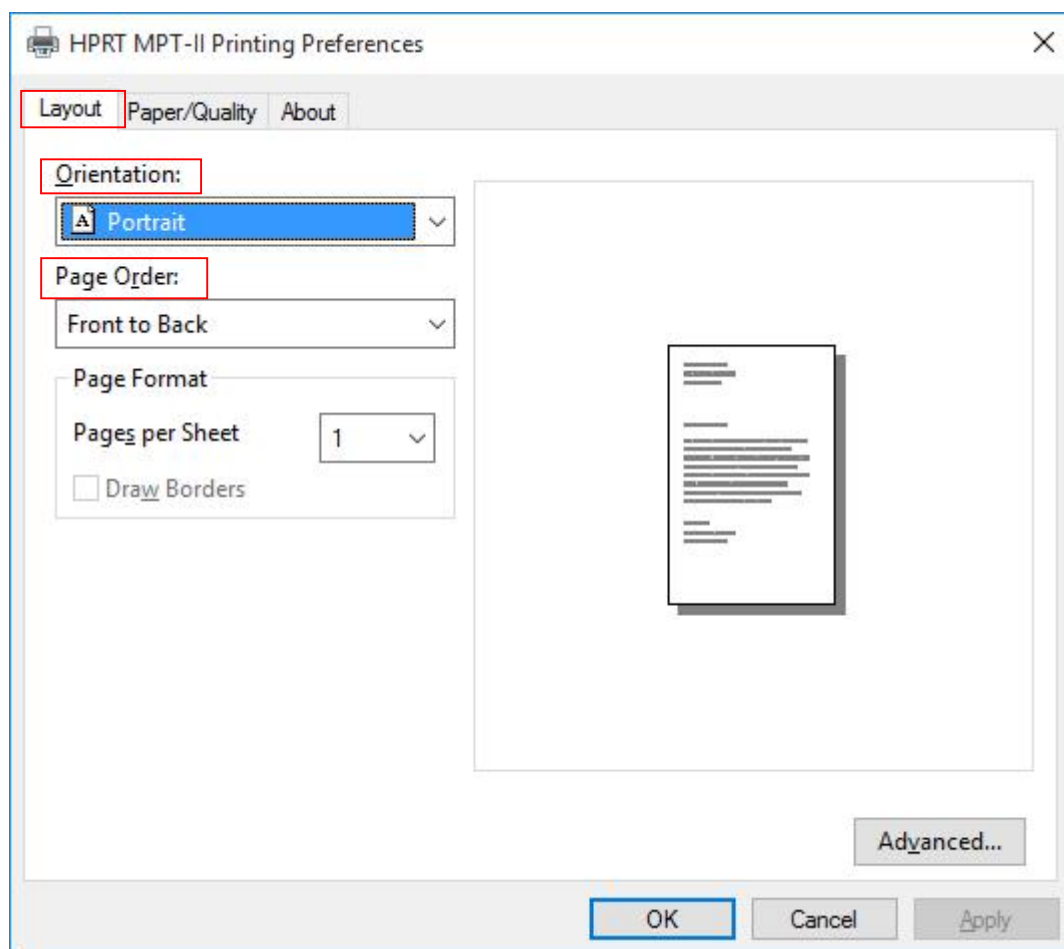 HPRT MPT-II Printing Preferences
Layout Paper/Quality About
Orientation:
Portrait
Page Order:
Front to Back
Page Format
Pages per Sheet 1
Draw Borders
Advanced...
OK Cancel Apply